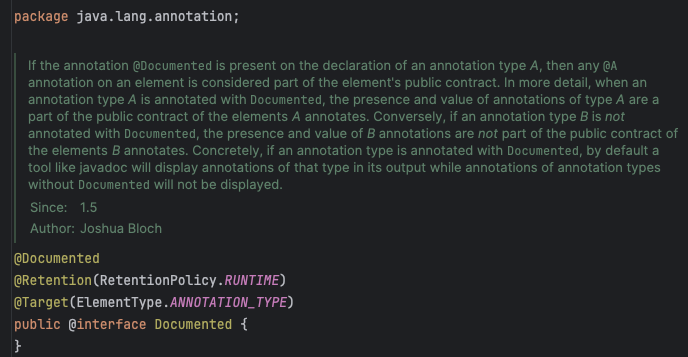 package java.lang.annotation;
If the annotation @Documented is present on the declaration of an annotation type A, then any @A
annotation on an element is considered part of the element's public contract. In more detail, when an
annotation type A is annotated with Documented, the presence and value of annotations of type A are a
part of the public contract of the elements A annotates. Conversely, if an annotation type B is not
annotated with Documented, the presence and value of B annotations are not part of the public contract of
the elements B annotates. Concretely, if an annotation type is annotated with Documented, by default a
tool like javadoc will display annotations of that type in its output while annotations of annotation types
without Documented will not be displayed.
Since: 1.5
Author: Joshua Bloch
@Documented
@Retention(RetentionPolicy.RUNTIME)
@Target(ElementType.ANNOTATION_TYPE)
public @interface Documented {
}